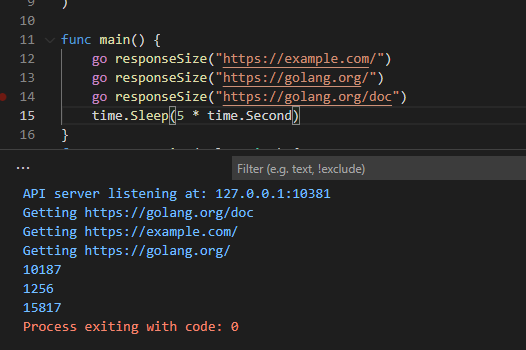 9 )
10
11 func main() {
12 go responseSize("https://example.com/")
13 go responseSize("https://golang.org/")
14 go responseSize("https://golang.org/doc")
15 time.Sleep(5 * time.Second)
16 }
...
Filter (e.g. text, !exclude)
API server listening at: 127.0.0.1:10381
Getting https://golang.org/doc
Getting https://example.com/
Getting https://golang.org/
10187
1256
15817
Process exiting with code: 0